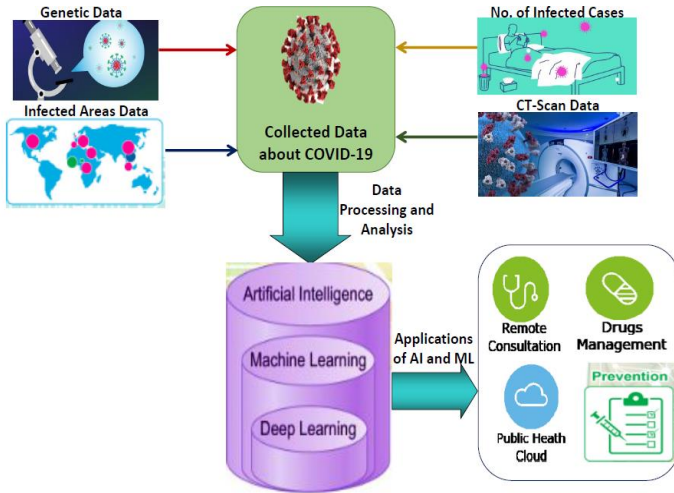 Genetic Data
No. of Infected Cases
Infected Areas Data
CT-Scan Data
Collected Data
about COVID-19
Data
Processing and
Analysis
Artificial Intelligence
Machine Learning
Deep Learning
Applications
of AI and ML
Remote
Consultation
Drugs
Management
Public Heath
Cloud
Prevention